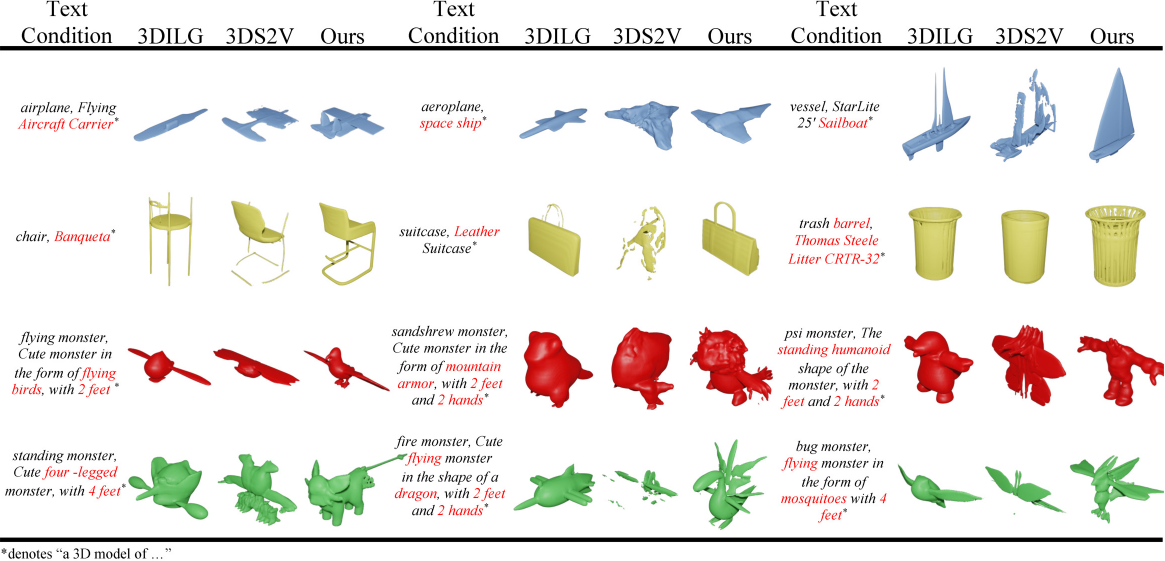 Text Condition 3DILG 3DS2V Ours Text Condition 3DILG 3DS2V Ours Text Condition 3DILG 3DS2V Ours
airplane, Flying
Aircraft Carrier*
aeroplane,
space ship*
vessel, StarLite
25' Sailboat*
chair, Banqueta*
suitcase, Leather
Suitcase*
trash barrel,
Thomas Steele
Litter CRTR-32*
flying monster,
Cute monster in
the form of flying
birds, with 2 feet *
sandshrew monster,
Cute monster in the
form of mountain
armor, with 2 feet
and 2 hands*
psi monster, The
standing humanoid
shape of the
monster, with 2
feet and 2 hands*
standing monster,
Cute four -legged
monster, with 4 feet*
fire monster, Cute
flying monster
in the shape of a
dragon, with 2 feet
and 2 hands*
bug monster,
flying monster in
the form of
mosquitoes with 4
feet*
*denotes “a 3D model of …”